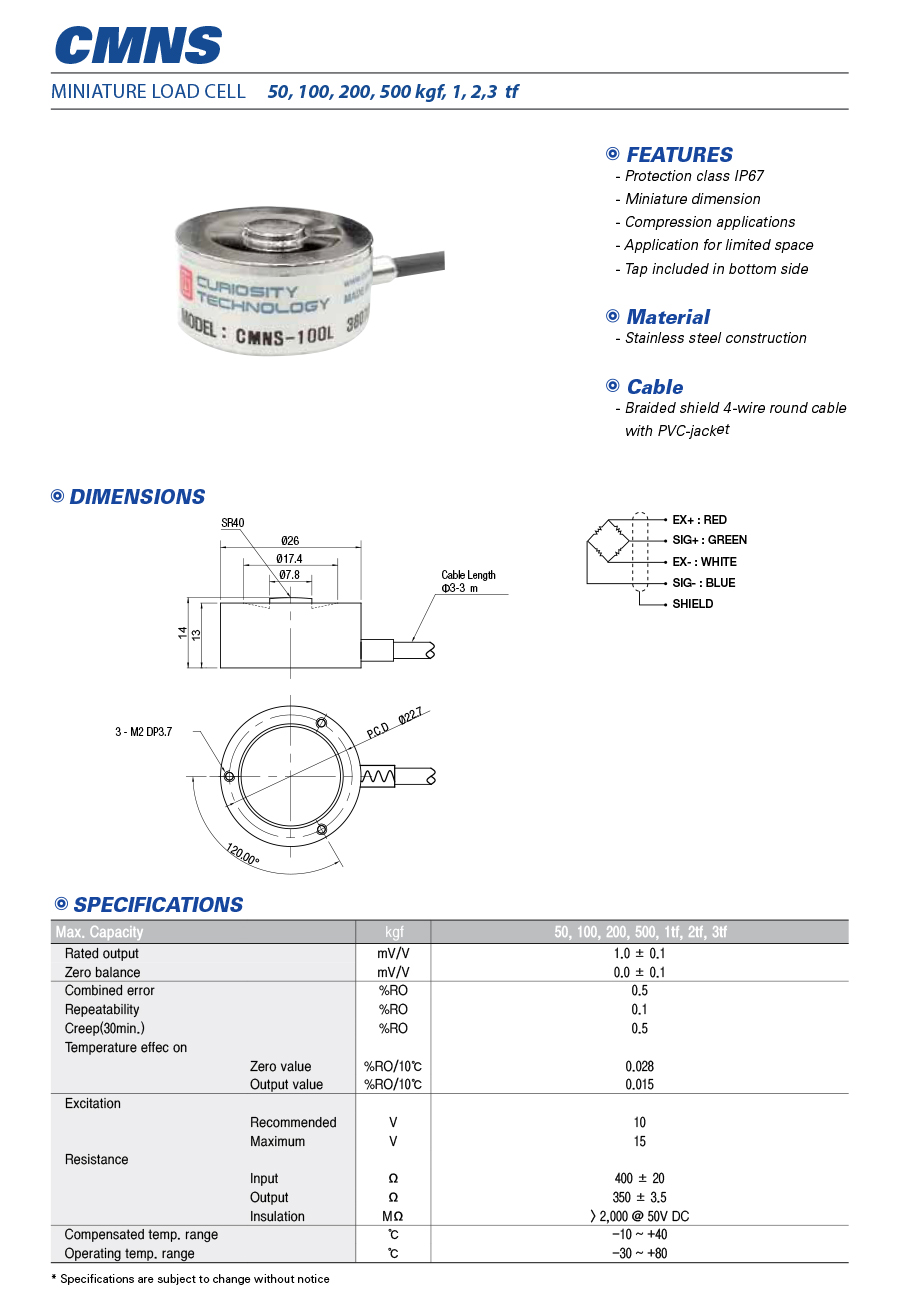 CMNS
MINIATURE LOAD CELL 50, 100, 200, 500 kgf, 1, 2,3 tf
CURIOSITY
TECHNOLOGY
MODEL : CMNS-100L
FEATURES
- Protection class IP67
- Miniature dimension
- Compression applications
- Application for limited space
- Tap included in bottom side
Material
- Stainless steel construction
Cable
- Braided shield 4-wire round cable
with PVC-jacket
DIMENSIONS
SR40
Ø26
Ø17.4
Ø7.8
Cable Length
Φ3-3 m
14
13
3 - M2 DP3.7
P.C.D Ø22.7
120.00°
EX+ : RED
SIG+ : GREEN
EX- : WHITE
SIG- : BLUE
SHIELD
SPECIFICATIONS
Max. Capacity kgf 50, 100, 200, 500, 1tf, 2tf, 3tf
Rated output mV/V 1.0 ± 0.1
Zero balance mV/V 0.0 ± 0.1
Combined error %RO 0.5
Repeatability %RO 0.1
Creep(30min.) %RO 0.5
Temperature effec on
Zero value %RO/10℃ 0.028
Output value %RO/10℃ 0.015
Excitation
Recommended V 10
Maximum V 15
Resistance
Input Ω 400 ± 20
Output Ω 350 ± 3.5
Insulation MΩ > 2,000 @ 50V DC
Compensated temp. range ℃ -10 ~ +40
Operating temp. range ℃ -30 ~ +80
* Specifications are subject to change without notice